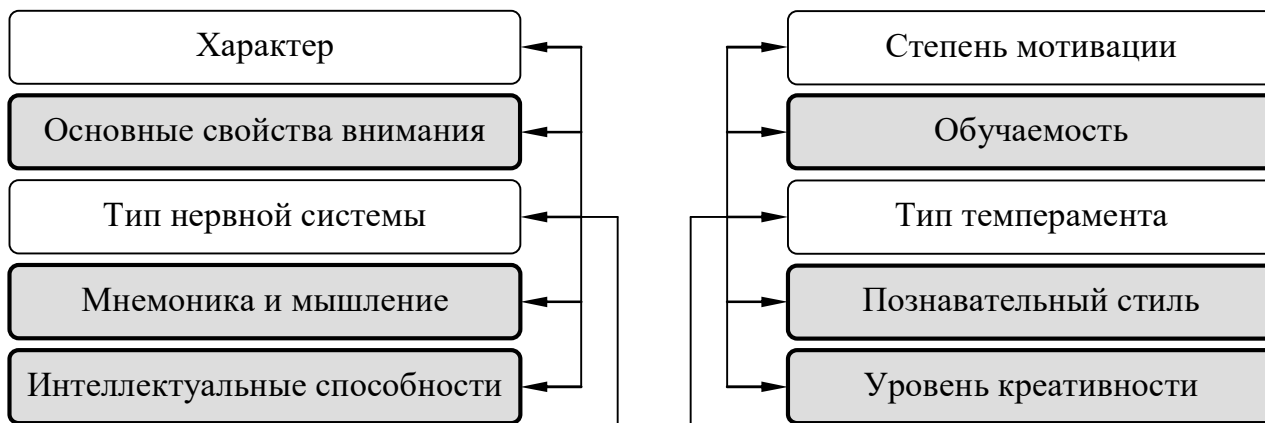 Характер
Основные свойства внимания
Тип нервной системы
Мнемоника и мышление
Интеллектуальные способности
Степень мотивации
Обучаемость
Тип темперамента
Познавательный стиль
Уровень креативности